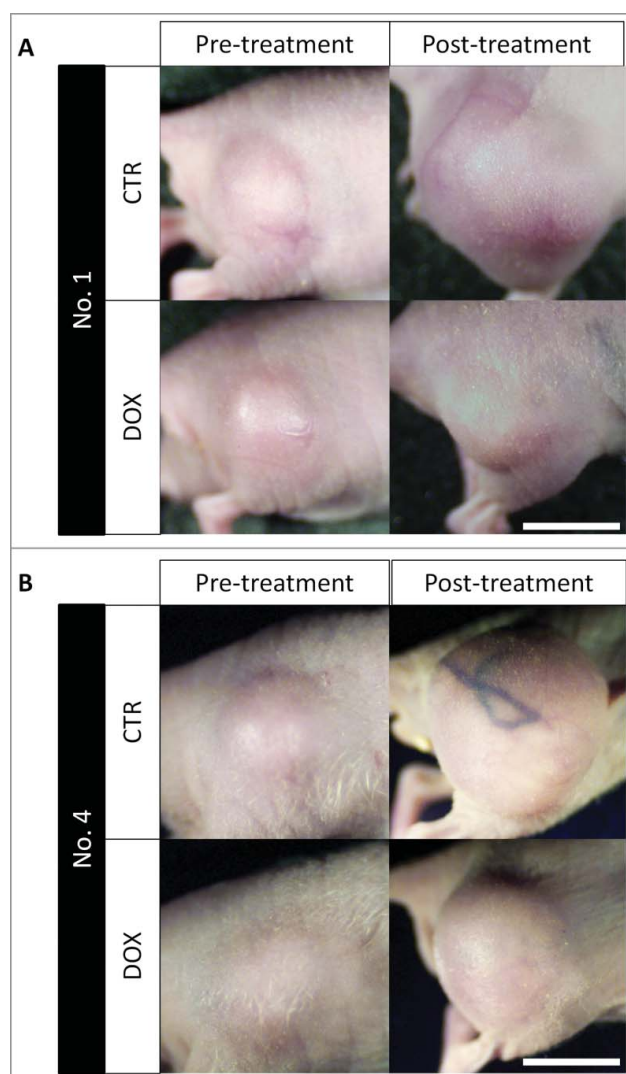 A
Pre-treatment
Post-treatment
No. 1
CTR
DOX
B
Pre-treatment
Post-treatment
No. 4
CTR
DOX